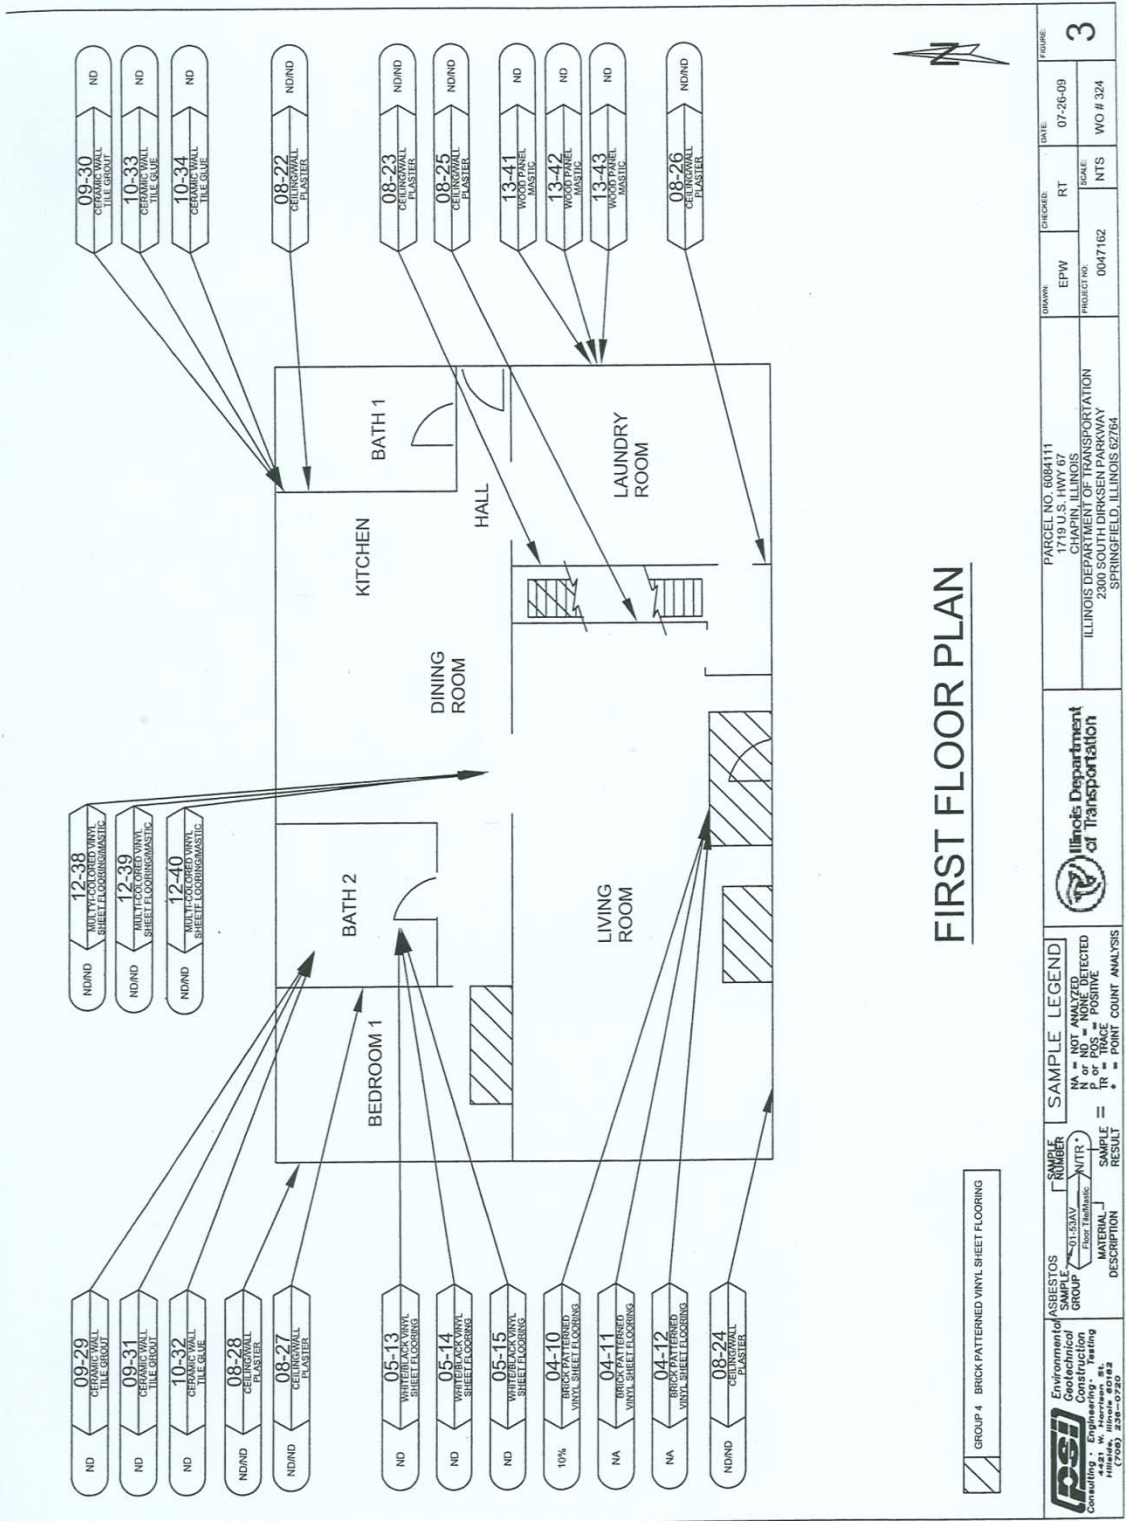 12-38
MULTYI-COLORED VINYL
SHEET FLOORING/MASTIC
ND/ND
12-39
MULTI-COLORED VINYL
SHEET FLOORING/MASTIC
ND/ND
12-40
MULTI-COLORED VINYL
SHEETF LOORING/MASTIC
ND/ND
09-30
CERAMIC WALL
TILE GROUT
ND
10-33
CERAMIC WALL
TILE GLUE
ND
10-34
CERAMIC WALL
TILE GLUE
ND
08-22
CEILING/WALL
PLASTER
ND/ND
08-23
CEILING/WALL
PLASTER
ND/ND
08-25
CEILING/WALL
PLASTER
ND/ND
13-41
WOOD PANEL
MASTIC
ND
13-42
WOOD PANEL
MASTIC
ND
13-43
WOOD PANEL
MASTIC
ND
08-26
CEILING/WALL
PLASTER
ND/ND
09-29
CERAMIC WALL
TILE GROUT
ND
09-31
CERAMIC WALL
TILE GROUT
ND
10-32
CERAMIC WALL
TILE GLUE
ND
08-28
CEILING/WALL
PLASTER
ND/ND
08-27
CEILING/WALL
PLASTER
ND/ND
05-13
WHITE/BLACK VINYL
SHEET FLOORING
ND
05-14
WHITE/BLACK VINYL
SHEET FLOORING
ND
05-15
WHITE/BLACK VINYL
SHEET FLOORING
ND
04-10
BRICK PATTERNED
VINYL SHEET FLOORING
10%
04-11
BRICK PATTERNED
VINYL SHEET FLOORING
NA
04-12
BRICK PATTERNED
VINYL SHEET FLOORING
NA
08-24
CEILING/WALL
PLASTER
ND/ND
BEDROOM 1
BATH 2
KITCHEN
BATH 1
DINING
ROOM
HALL
LIVING
ROOM
LAUNDRY
ROOM
N
FIRST FLOOR PLAN
GROUP 4 BRICK PATTERNED VINYL SHEET FLOORING
psi
Environmental
Geotechnical
Construction
Consulting • Engineering • Testing
4421 W. Harrison St.
Hillside, Illinois 60162
(708) 236-0720
ASBESTOS
SAMPLE
GROUP
SAMPLE
NUMBER
01-53AV
Floor Tile/Mastic
N/TR *
MATERIAL
DESCRIPTION
SAMPLE
RESULT
=
SAMPLE LEGEND
NA = NOT ANALYZED
N or ND = NONE DETECTED
P or POS = POSITIVE
TR = TRACE
* = POINT COUNT ANALYSIS
Illinois Department
of Transportation
PARCEL NO. 6084111
1719 U.S. HWY 67
CHAPIN, ILLINOIS
ILLINOIS DEPARTMENT OF TRANSPORTATION
2300 SOUTH DIRKSEN PARKWAY
SPRINGFIELD, ILLINOIS 62764
DRAWN:
EPW
CHECKED:
RT
DATE:
07-26-09
FIGURE:
3
PROJECT NO.
0047162
SCALE:
NTS
WO # 324